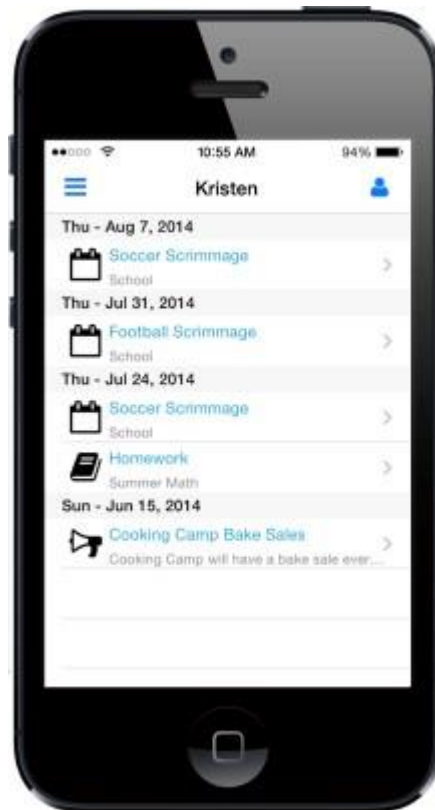 10:55 AM 94%
Kristen
Thu - Aug 7, 2014
Soccer Scrimmage
School
Thu - Jul 31, 2014
Football Scrimmage
School
Thu - Jul 24, 2014
Soccer Scrimmage
School
Homework
Summer Math
Sun - Jun 15, 2014
Cooking Camp Bake Sales
Cooking Camp will have a bake sale ever...